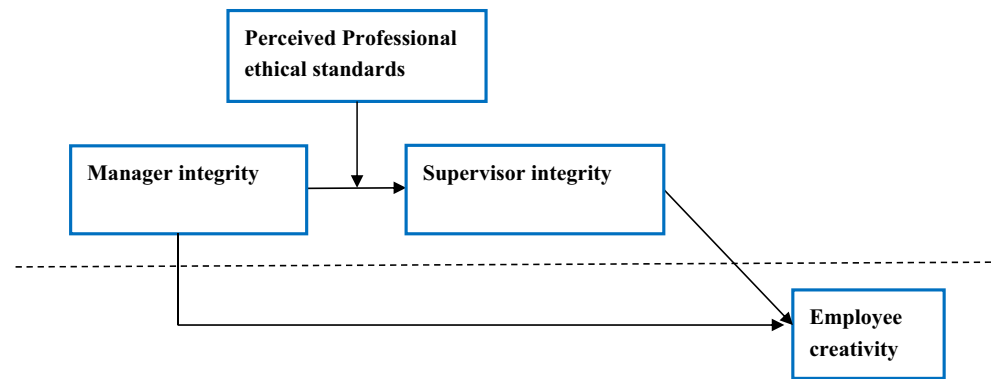 Perceived Professional
ethical standards
Manager integrity
Supervisor integrity
Employee
creativity